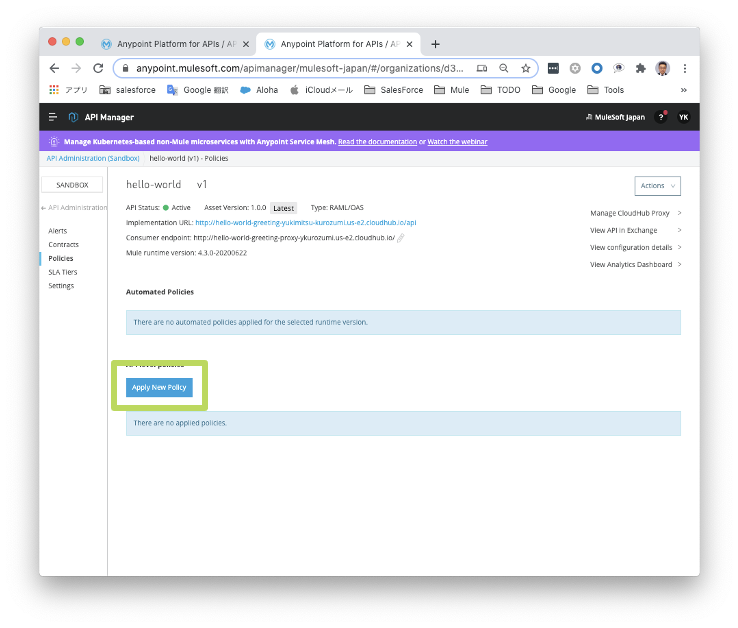 Anypoint Platform for APIs / AP
Anypoint Platform for APIs / AP
anypoint.mulesoft.com/apimanager/mulesoft-japan/#/organizations/d3...
アプリ salesforce Google 翻訳 Aloha iCloudメール SalesForce Mule TODO Google Tools »
API Manager
MuleSoft Japan ? YK
Manage Kubernetes-based non-Mule microservices with Anypoint Service Mesh. Read the documentation or Watch the webinar
API Administration (Sandbox) hello-world (v1) - Policies
SANDBOX
← API Administration
Alerts
Contracts
Policies
SLA Tiers
Settings
hello-world v1
Actions
API Status: Active Asset Version: 1.0.0 Latest Type: RAML/OAS
Implementation URL: http://hello-world-greeting-yukimitsu-kurozumi.us-e2.cloudhub.io/api
Consumer endpoint: http://hello-world-greeting-proxy-ykurozumi.us-e2.cloudhub.io/
Mule runtime version: 4.3.0-20200622
Manage CloudHub Proxy >
View API in Exchange >
View configuration details >
View Analytics Dashboard >
Automated Policies
There are no automated policies applied for the selected runtime version.
Apply New Policy
There are no applied policies.